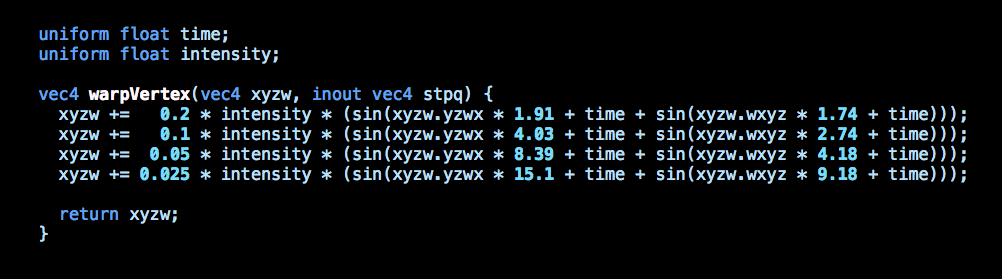 uniform float time;
uniform float intensity;

vec4 warpVertex(vec4 xyzw, inout vec4 stpq) {
  xyzw +=   0.2 * intensity * (sin(xyzw.yzwx * 1.91 + time + sin(xyzw.wxyz * 1.74 + time)));
  xyzw +=   0.1 * intensity * (sin(xyzw.yzwx * 4.03 + time + sin(xyzw.wxyz * 2.74 + time)));
  xyzw +=  0.05 * intensity * (sin(xyzw.yzwx * 8.39 + time + sin(xyzw.wxyz * 4.18 + time)));
  xyzw += 0.025 * intensity * (sin(xyzw.yzwx * 15.1 + time + sin(xyzw.wxyz * 9.18 + time)));

  return xyzw;
}